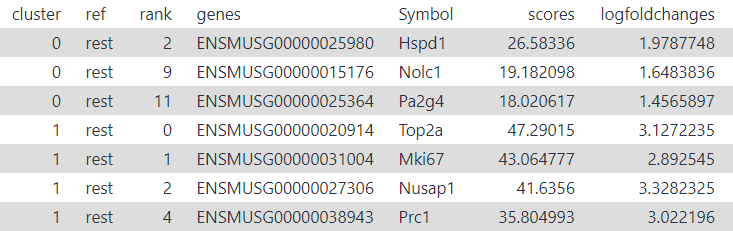 cluster ref rank genes Symbol scores logfoldchanges
0 rest 2 ENSMUSG00000025980 Hspd1 26.58336 1.9787748
0 rest 9 ENSMUSG00000015176 Nolc1 19.182098 1.6483836
0 rest 11 ENSMUSG00000025364 Pa2g4 18.020617 1.4565897
1 rest 0 ENSMUSG00000020914 Top2a 47.29015 3.1272235
1 rest 1 ENSMUSG00000031004 Mki67 43.064777 2.892545
1 rest 2 ENSMUSG00000027306 Nusap1 41.6356 3.3282325
1 rest 4 ENSMUSG00000038943 Prc1 35.804993 3.022196